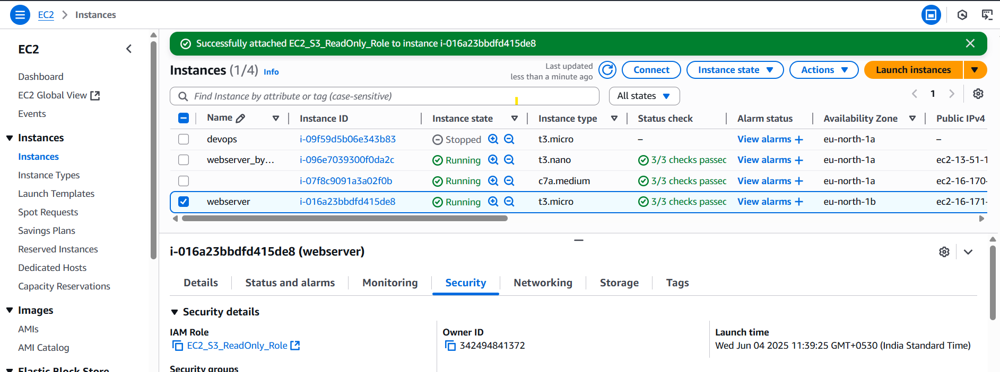 EC2 > Instances
EC2
Dashboard
EC2 Global View
Events
Instances
Instances
Instance Types
Launch Templates
Spot Requests
Savings Plans
Reserved Instances
Dedicated Hosts
Capacity Reservations
Images
AMIs
AMI Catalog
Elastic Block Store
Successfully attached EC2_S3_ReadOnly_Role to instance i-016a23bbdfd415de8
Instances (1/4) Info
Last updated
less than a minute ago
Connect
Instance state
Actions
Launch instances
Find Instance by attribute or tag (case-sensitive)
All states
1
Name Instance ID Instance state Instance type Status check Alarm status Availability Zone Public IPv4
devops i-09f59d5b06e343b83 Stopped t3.micro – View alarms + eu-north-1a –
webserver_by... i-096e7039300f0da2c Running t3.nano 3/3 checks passed View alarms + eu-north-1a ec2-13-51-1
i-07f8c9091a3a02f0b Running c7a.medium 3/3 checks passed View alarms + eu-north-1a ec2-16-170-
webserver i-016a23bbdfd415de8 Running t3.micro 3/3 checks passed View alarms + eu-north-1b ec2-16-171-
i-016a23bbdfd415de8 (webserver)
Details
Status and alarms
Monitoring
Security
Networking
Storage
Tags
Security details
IAM Role
EC2_S3_ReadOnly_Role
Owner ID
342494841372
Launch time
Wed Jun 04 2025 11:39:25 GMT+0530 (India Standard Time)
Security groups